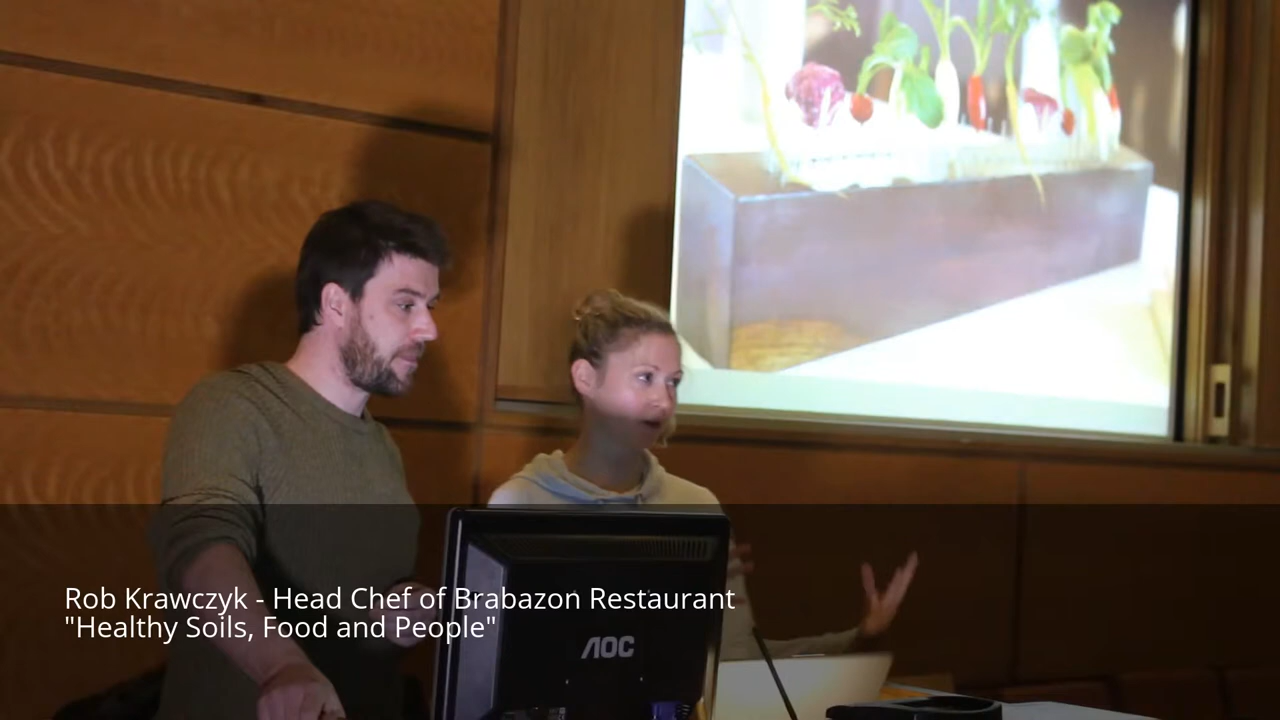 Rob Krawczyk - Head Chef of Brabazon Restaurant
"Healthy Soils, Food and People"
AOC